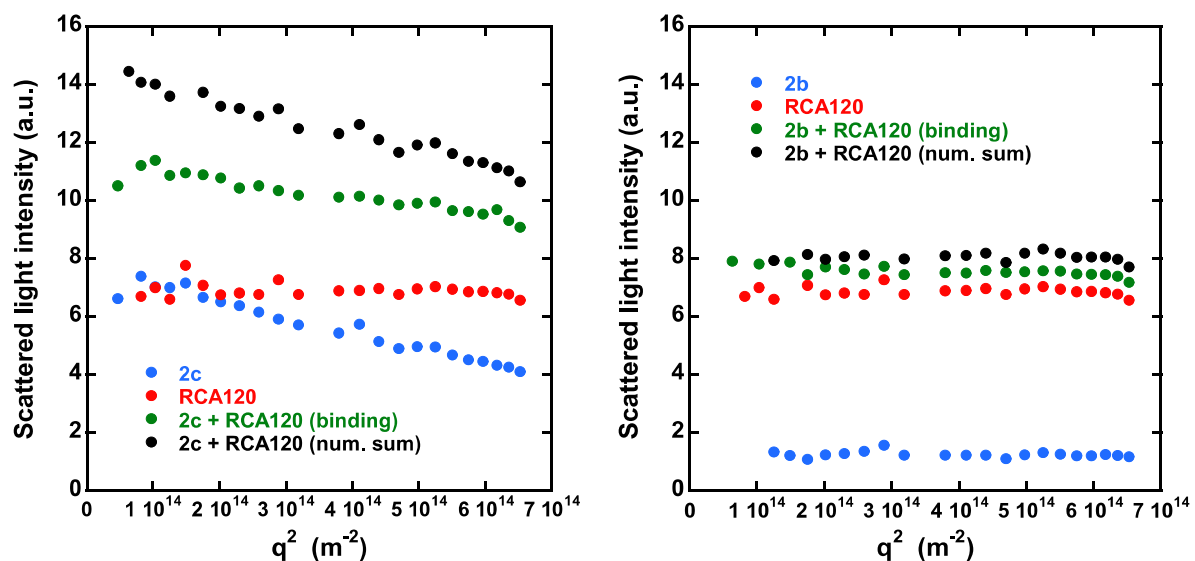 Scattered light intensity (a.u.)
16
14
12
10
8
6
4
2
0
2c
RCA120
2c + RCA120 (binding)
2c + RCA120 (num. sum)
0 1 10¹⁴ 2 10¹⁴ 3 10¹⁴ 4 10¹⁴ 5 10¹⁴ 6 10¹⁴ 7 10¹⁴
q² (m⁻²)
Scattered light intensity (a.u.)
16
14
12
10
8
6
4
2
0
2b
RCA120
2b + RCA120 (binding)
2b + RCA120 (num. sum)
0 1 10¹⁴ 2 10¹⁴ 3 10¹⁴ 4 10¹⁴ 5 10¹⁴ 6 10¹⁴ 7 10¹⁴
q² (m⁻²)